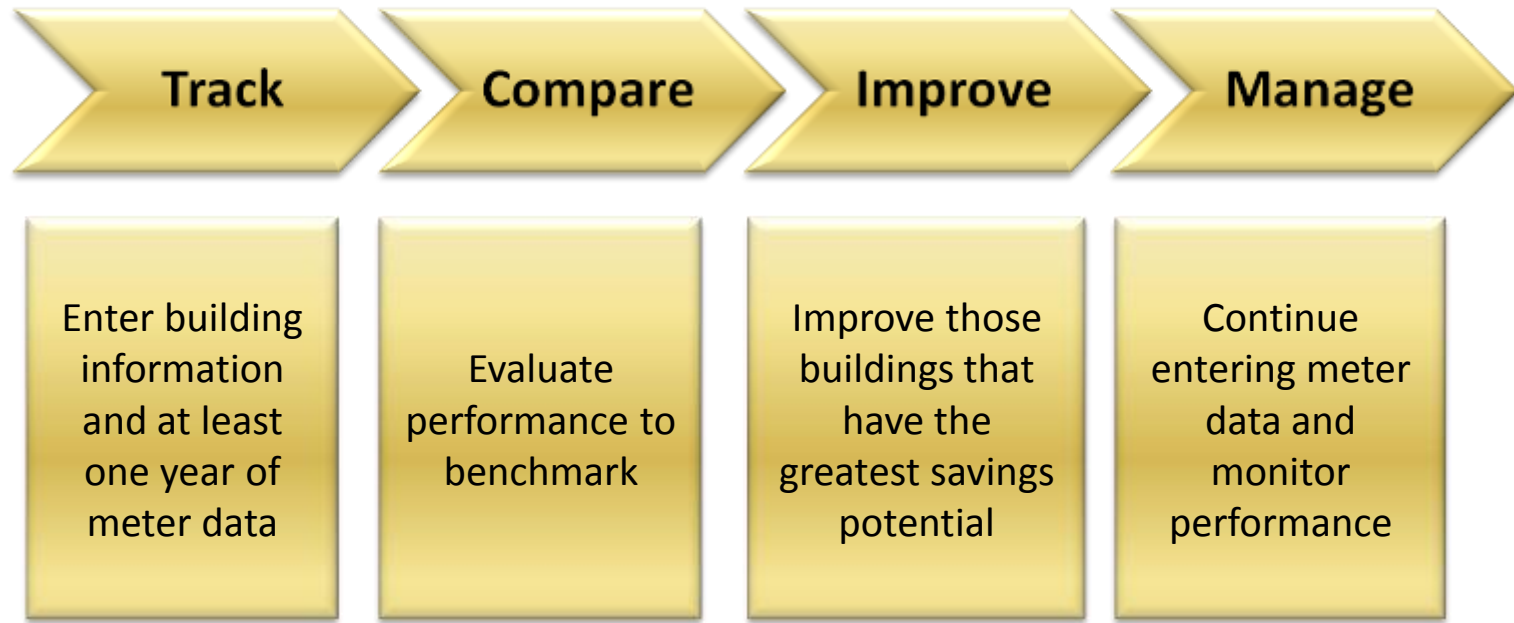 Track
Compare
Improve
Manage
Enter building
information
and at least
one year of
meter data
Evaluate
performance to
benchmark
Improve those
buildings that
have the
greatest savings
potential
Continue
entering meter
data and
monitor
performance